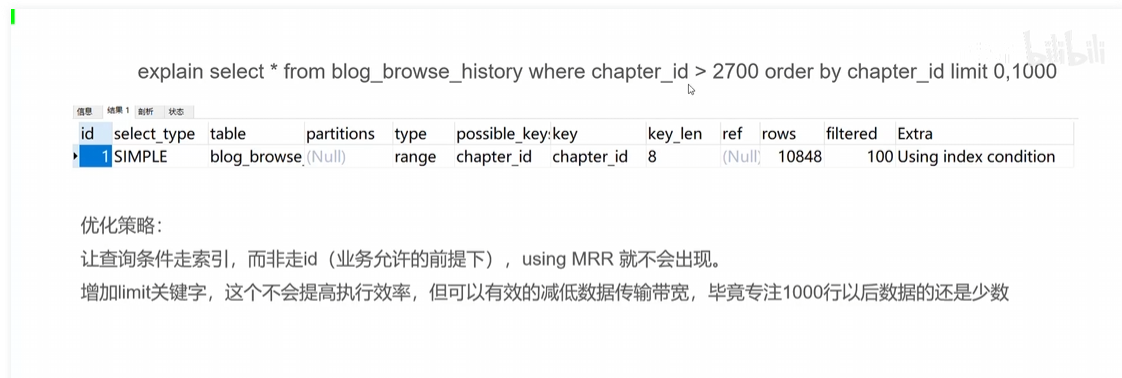 bilibili
explain select * from blog_browse_history where chapter_id > 2700 order by chapter_id limit 0,1000
信息 结果 1 剖析 状态
id select_type table partitions type possible_key: key key_len ref rows filtered Extra
1 SIMPLE blog_browse_ (Null) range chapter_id chapter_id 8 (Null) 10848 100 Using index condition
优化策略：
让查询条件走索引，而非走id（业务允许的前提下），using MRR 就不会出现。
增加limit关键字，这个不会提高执行效率，但可以有效的减低数据传输带宽，毕竟专注1000行以后数据的还是少数